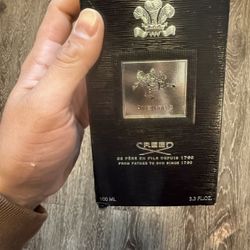 AVENTUS
CREED
DE PÈRE EN FILS DEPUIS 1760
FROM FATHER TO SON SINCE 1760
100 ML
3.3 FL.OZ.